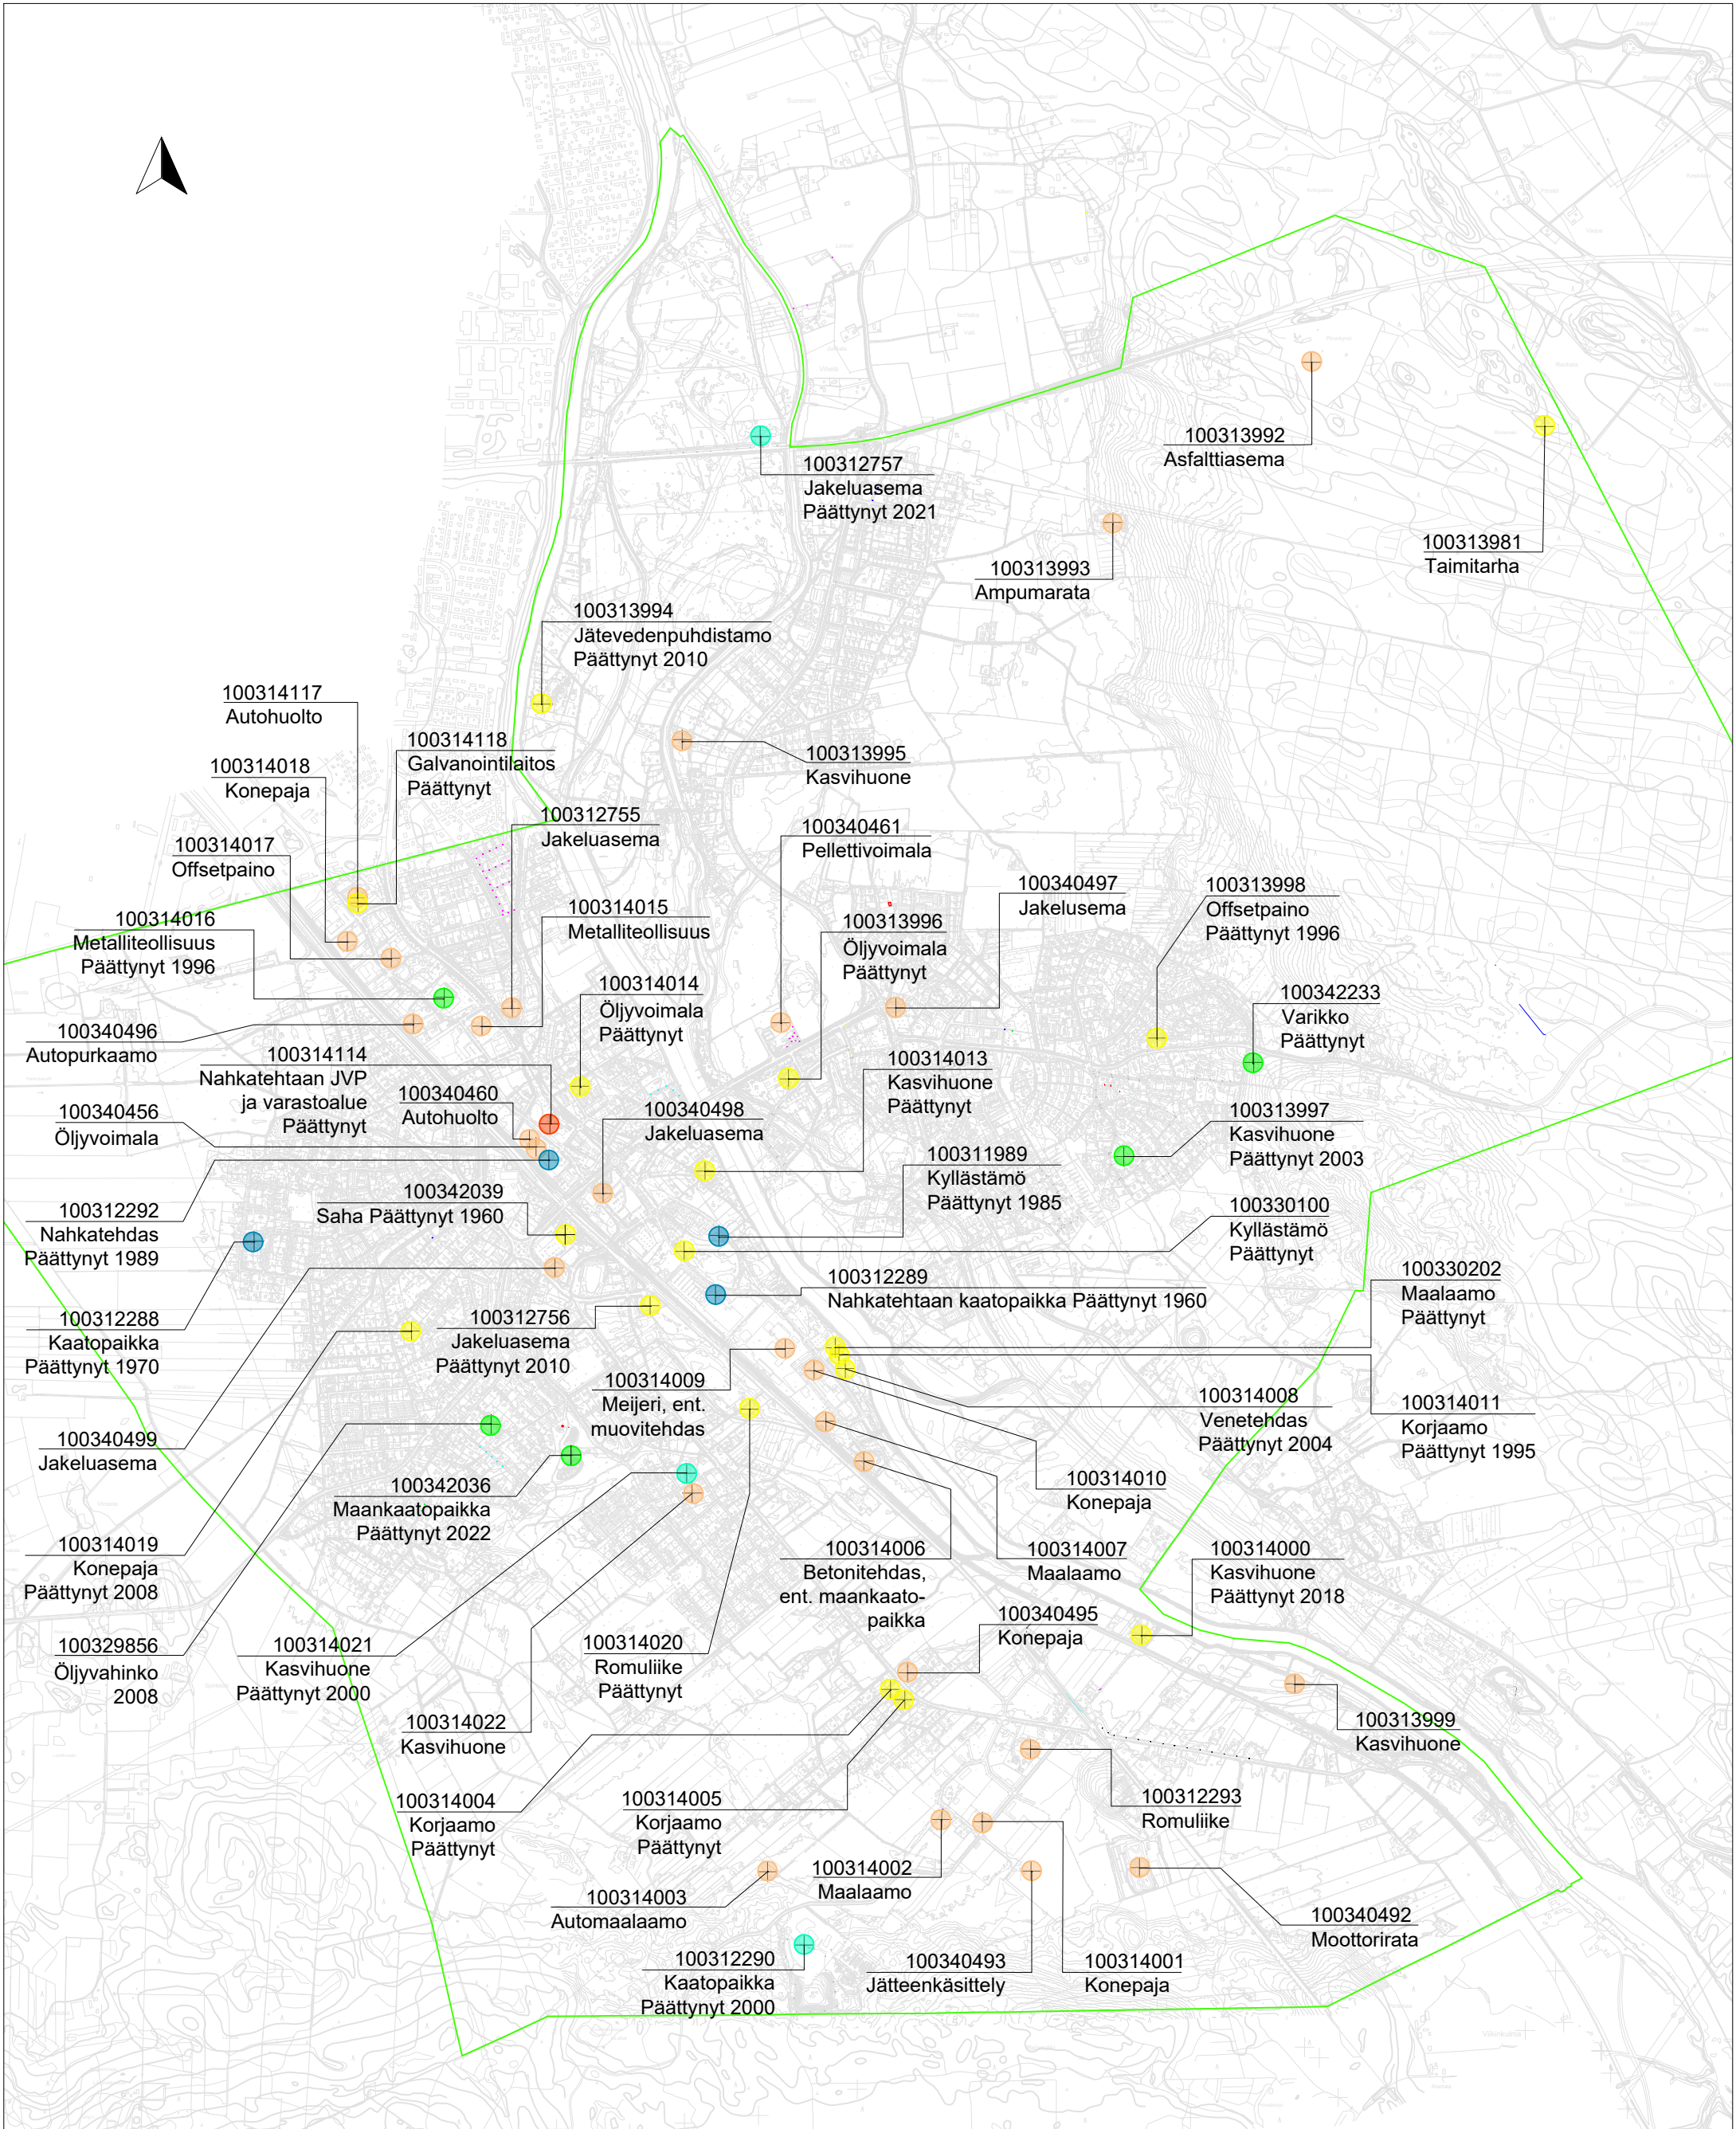 100313992
Asfalttiasema
100312757
Jakeluasema
Päättynyt 2021
100313981
Taimitarha
100313993
Ampumarata
100313994
Jätevedenpuhdistamo
Päättynyt 2010
100314117
Autohuolto
100314118
Galvanointilaitos
Päättynyt
100313995
Kasvihuone
100314018
Konepaja
100312755
Jakeluasema
100340461
Pellettivoimala
100314017
Offsetpaino
100340497
Jakelusema
100313998
Offsetpaino
Päättynyt 1996
100314016
Metalliteollisuus
Päättynyt 1996
100314015
Metalliteollisuus
100313996
Öljyvoimala
Päättynyt
100314014
Öljyvoimala
Päättynyt
100342233
Varikko
Päättynyt
100340496
Autopurkaamo
100314114
Nahkatehtaan JVP
ja varastoalue
Päättynyt
100314013
Kasvihuone
Päättynyt
100340460
Autohuolto
100340456
Öljyvoimala
100340498
Jakeluasema
100313997
Kasvihuone
Päättynyt 2003
100311989
Kyllästämö
Päättynyt 1985
100342039
Saha Päättynyt 1960
100330100
Kyllästämö
Päättynyt
100312292
Nahkatehdas
Päättynyt 1989
100330202
Maalaamo
Päättynyt
100312289
Nahkatehtaan kaatopaikka Päättynyt 1960
100312288
Kaatopaikka
Päättynyt 1970
100312756
Jakeluasema
Päättynyt 2010
100314009
Meijeri, ent.
muovitehdas
100314008
Venetehdas
Päättynyt 2004
100314011
Korjaamo
Päättynyt 1995
100340499
Jakeluasema
100314010
Konepaja
100342036
Maankaatopaikka
Päättynyt 2022
100314019
Konepaja
Päättynyt 2008
100314006
Betonitehdas,
ent. maankaato-
paikka
100314007
Maalaamo
100314000
Kasvihuone
Päättynyt 2018
100340495
Konepaja
100329856
Öljyvahinko
2008
100314021
Kasvihuone
Päättynyt 2000
100314020
Romuliike
Päättynyt
100314022
Kasvihuone
100313999
Kasvihuone
100314004
Korjaamo
Päättynyt
100314005
Korjaamo
Päättynyt
100312293
Romuliike
100314002
Maalaamo
100314003
Automaalaamo
100340492
Moottorirata
100312290
Kaatopaikka
Päättynyt 2000
100340493
Jätteenkäsittely
100314001
Konepaja